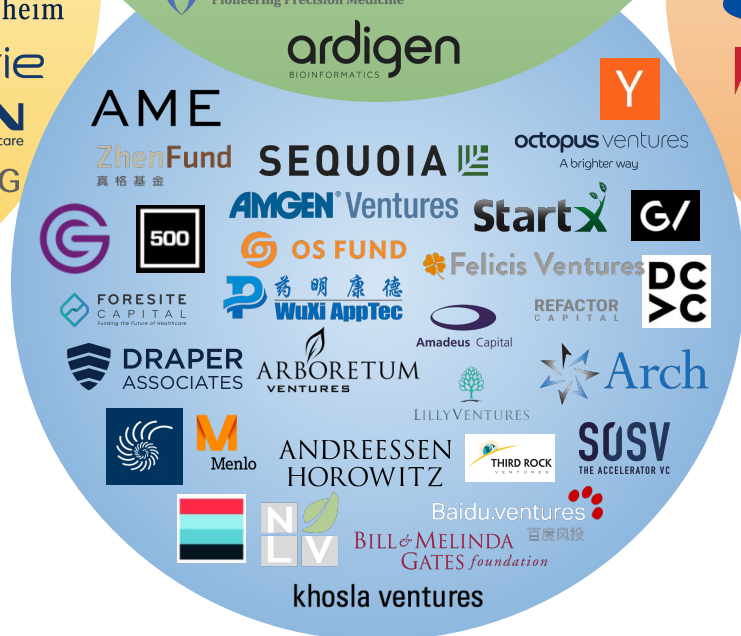 heim
Pioneering Precision Medicine
ardigen
BIOINFORMATICS
ie
N
care
G
AME
Y
octopus ventures
A brighter way
ZhenFund
真格基金
SEQUOIA
AMGEN® Ventures
StartX
G/
G
500
OS FUND
Felicis Ventures
DC
>C
FORESITE
CAPITAL
Funding the Future of Healthcare
药明康德
WuXi AppTec
Amadeus Capital
REFACTOR
CAPITAL
DRAPER
ASSOCIATES
ARBORETUM
VENTURES
Arch
LILLYVENTURES
Menlo
ANDREESSEN
HOROWITZ
THIRD ROCK
VENTURES
SOSV
THE ACCELERATOR VC
N
L V
Baidu.ventures
百度风投
BILL & MELINDA
GATES foundation
khosla ventures